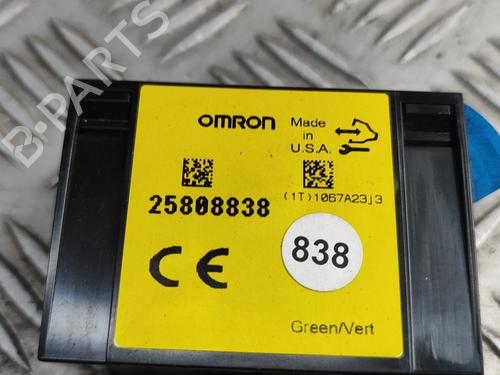 B-PARTS
OMRON
Made
in
U.S.A.
25808838
(1T)1067A23j3
CE
838
Green/Vert